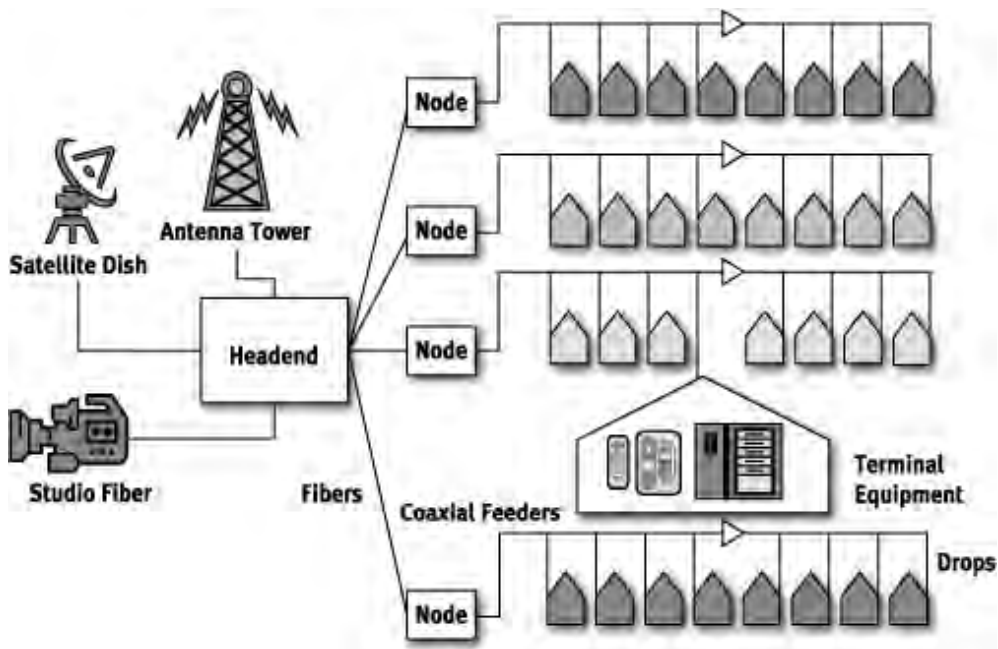 Node
Antenna Tower
Node
Satellite Dish
Headend
Node
Studio Fiber
Fibers
Coaxial Feeders
Terminal
Equipment
Drops
Node